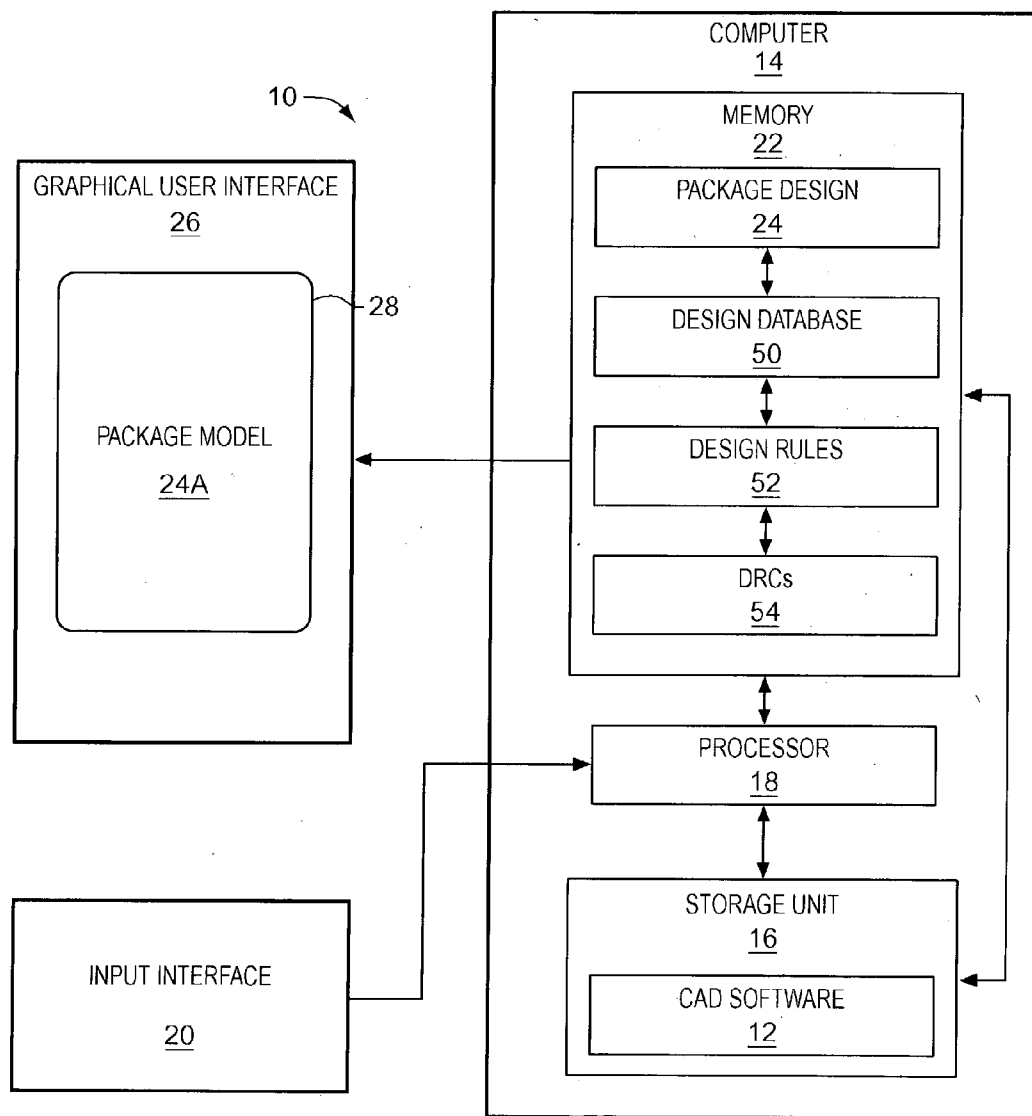 10
GRAPHICAL USER INTERFACE
26
28
PACKAGE MODEL
24A
INPUT INTERFACE
20
COMPUTER
14
MEMORY
22
PACKAGE DESIGN
24
DESIGN DATABASE
50
DESIGN RULES
52
DRCs
54
PROCESSOR
18
STORAGE UNIT
16
CAD SOFTWARE
12